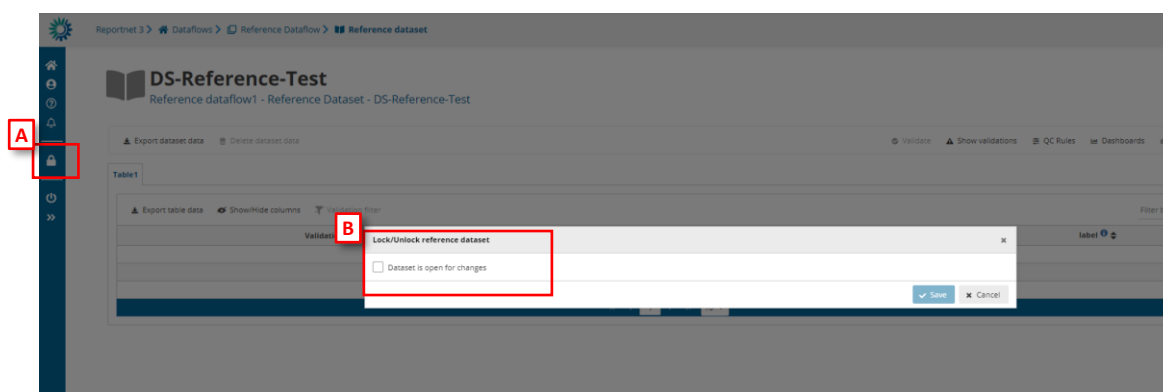 Reportnet 3 > Dataflows > Reference Dataflow > Reference dataset
DS-Reference-Test
Reference dataflow1 - Reference Dataset - DS-Reference-Test
A
Export dataset data Delete dataset data Validate Show validations QC Rules Dashboards
Table1
Export table data Show/Hide columns Validation filter Filter
B
Lock/Unlock reference dataset
label
Dataset is open for changes
Save Cancel